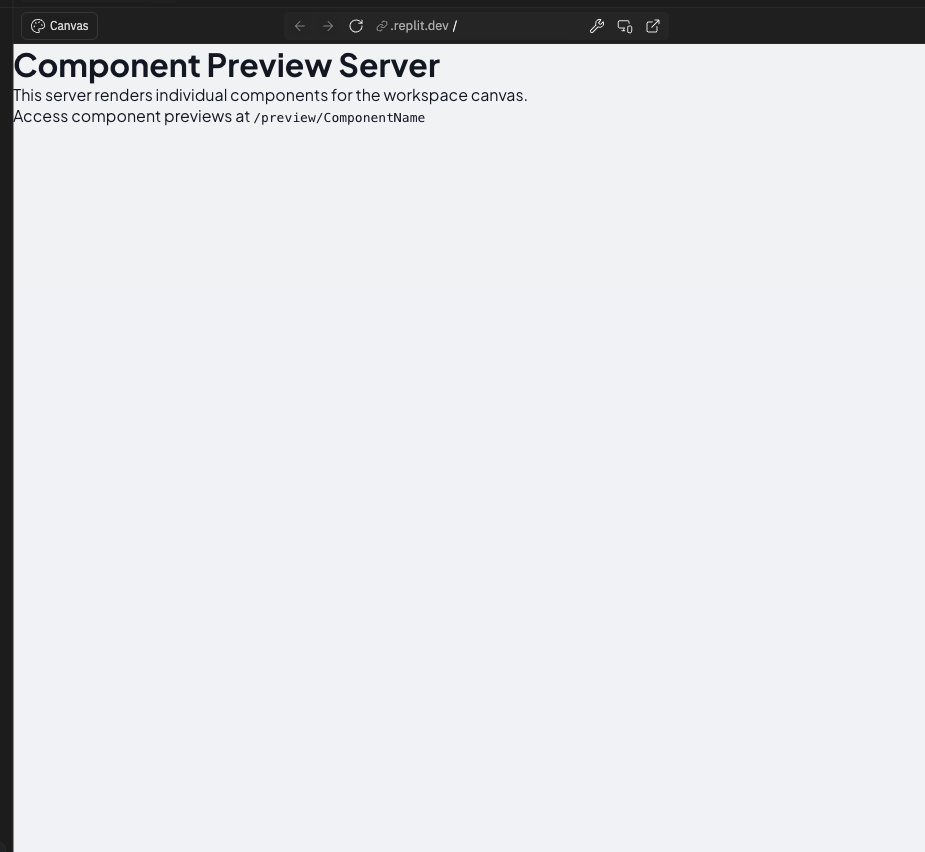 Canvas
.replit.dev /
Component Preview Server
This server renders individual components for the workspace canvas.
Access component previews at /preview/ComponentName